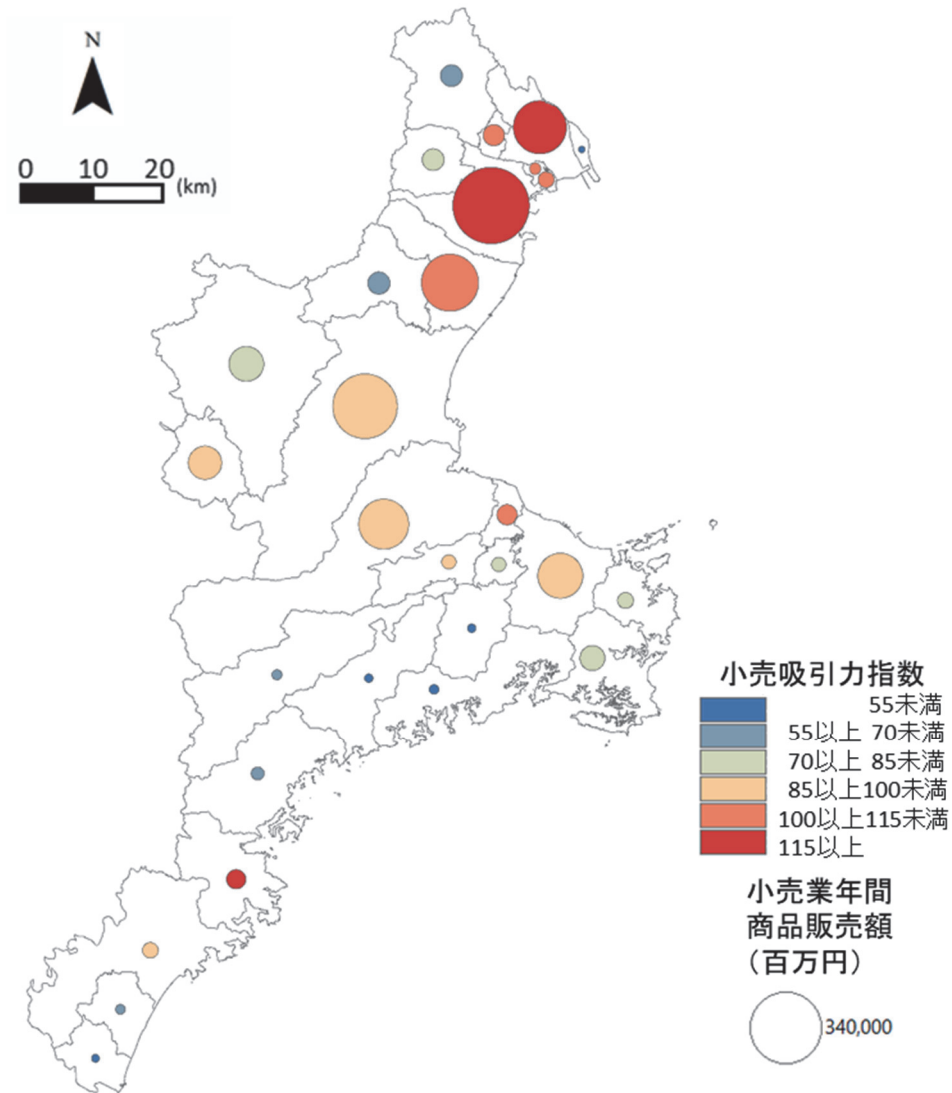 N
0 10 20
(km)
小売吸引力指数
55未満
55以上 70未満
70以上 85未満
85以上100未満
100以上115未満
115以上
小売業年間
商品販売額
（百万円）
340,000